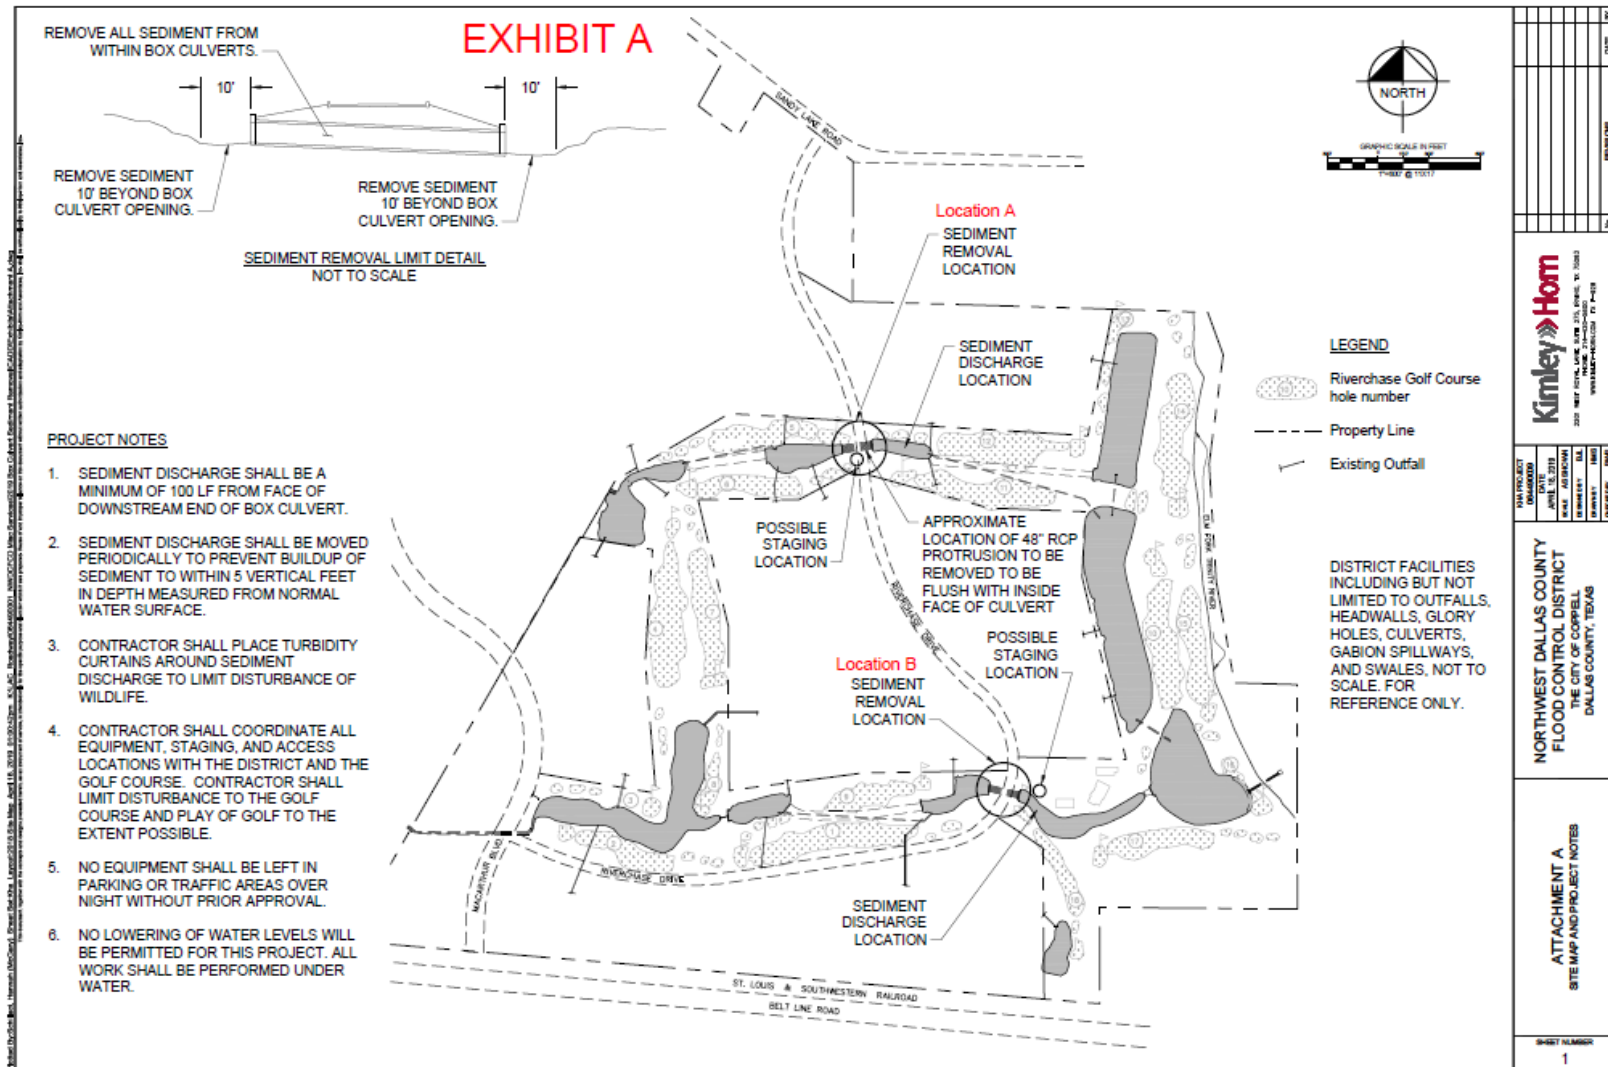 EXHIBIT A
REMOVE ALL SEDIMENT FROM
WITHIN BOX CULVERTS.
10'
10'
REMOVE SEDIMENT
10' BEYOND BOX
CULVERT OPENING.
REMOVE SEDIMENT
10' BEYOND BOX
CULVERT OPENING.
SEDIMENT REMOVAL LIMIT DETAIL
NOT TO SCALE
NORTH
GRAPHIC SCALE IN FEET
SANDY LAKE ROAD
Location A
SEDIMENT
REMOVAL
LOCATION
SEDIMENT
DISCHARGE
LOCATION
POSSIBLE
STAGING
LOCATION
APPROXIMATE
LOCATION OF 48" RCP
PROTRUSION TO BE
REMOVED TO BE
FLUSH WITH INSIDE
FACE OF CULVERT
RIVERCHASE DRIVE
ELM FORK TRINITY RIVER
POSSIBLE
STAGING
LOCATION
Location B
SEDIMENT
REMOVAL
LOCATION
SEDIMENT
DISCHARGE
LOCATION
MACARTHUR BLVD
RIVERCHASE DRIVE
ST. LOUIS & SOUTHWESTERN RAILROAD
BELT LINE ROAD
PROJECT NOTES
1. SEDIMENT DISCHARGE SHALL BE A
MINIMUM OF 100 LF FROM FACE OF
DOWNSTREAM END OF BOX CULVERT.
2. SEDIMENT DISCHARGE SHALL BE MOVED
PERIODICALLY TO PREVENT BUILDUP OF
SEDIMENT TO WITHIN 5 VERTICAL FEET
IN DEPTH MEASURED FROM NORMAL
WATER SURFACE.
3. CONTRACTOR SHALL PLACE TURBIDITY
CURTAINS AROUND SEDIMENT
DISCHARGE TO LIMIT DISTURBANCE OF
WILDLIFE.
4. CONTRACTOR SHALL COORDINATE ALL
EQUIPMENT, STAGING, AND ACCESS
LOCATIONS WITH THE DISTRICT AND THE
GOLF COURSE. CONTRACTOR SHALL
LIMIT DISTURBANCE TO THE GOLF
COURSE AND PLAY OF GOLF TO THE
EXTENT POSSIBLE.
5. NO EQUIPMENT SHALL BE LEFT IN
PARKING OR TRAFFIC AREAS OVER
NIGHT WITHOUT PRIOR APPROVAL.
6. NO LOWERING OF WATER LEVELS WILL
BE PERMITTED FOR THIS PROJECT. ALL
WORK SHALL BE PERFORMED UNDER
WATER.
LEGEND
Riverchase Golf Course
hole number
Property Line
Existing Outfall
DISTRICT FACILITIES
INCLUDING BUT NOT
LIMITED TO OUTFALLS,
HEADWALLS, GLORY
HOLES, CULVERTS,
GABION SPILLWAYS,
AND SWALES, NOT TO
SCALE. FOR
REFERENCE ONLY.
Kimley»Horn
KHA PROJECT
DATE
APRIL 18, 2019
NORTHWEST DALLAS COUNTY
FLOOD CONTROL DISTRICT
THE CITY OF COPPELL
DALLAS COUNTY, TEXAS
ATTACHMENT A
SITE MAP AND PROJECT NOTES
SHEET NUMBER
1